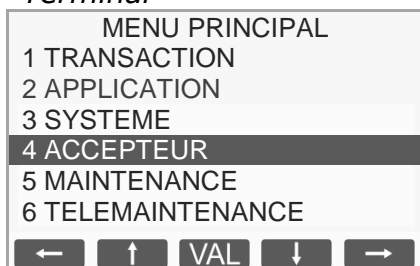 Terminal
MENU PRINCIPAL
1 TRANSACTION
2 APPLICATION
3 SYSTEME
4 ACCEPTEUR
5 MAINTENANCE
6 TELEMAINTENANCE
← ↑ VAL ↓ →